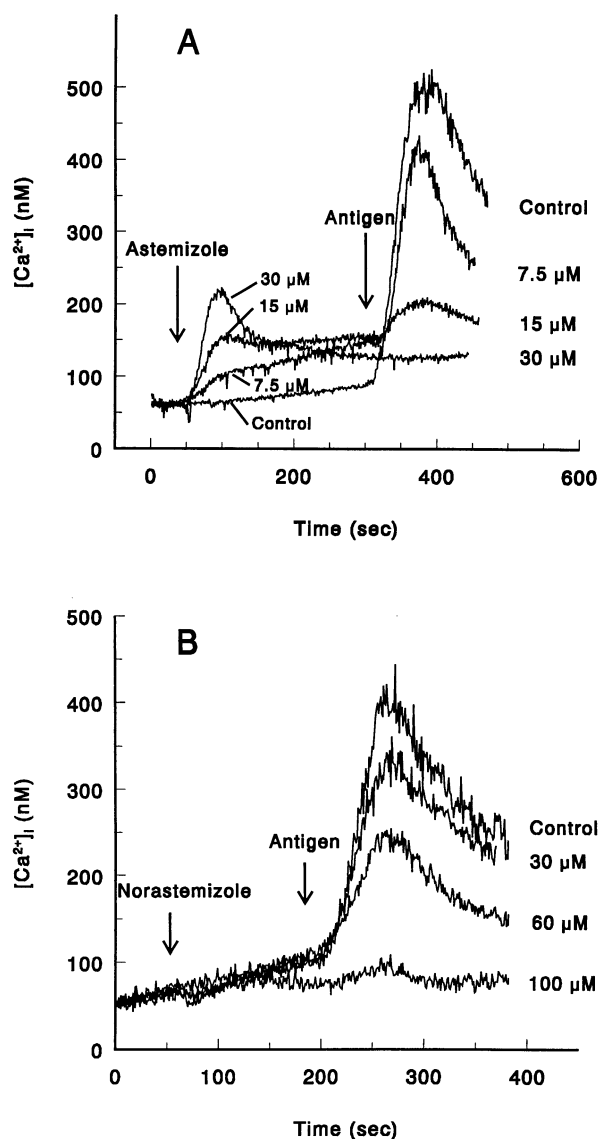 A
500
400
300
200
100
0
[Ca²⁺]ᵢ (nM)
Astemizole
Antigen
30 µM
15 µM
7.5 µM
Control
Control
7.5 µM
15 µM
30 µM
0
200
400
600
Time (sec)
B
500
400
300
200
100
0
[Ca²⁺]ᵢ (nM)
Norastemizole
Antigen
Control
30 µM
60 µM
100 µM
0
100
200
300
400
Time (sec)